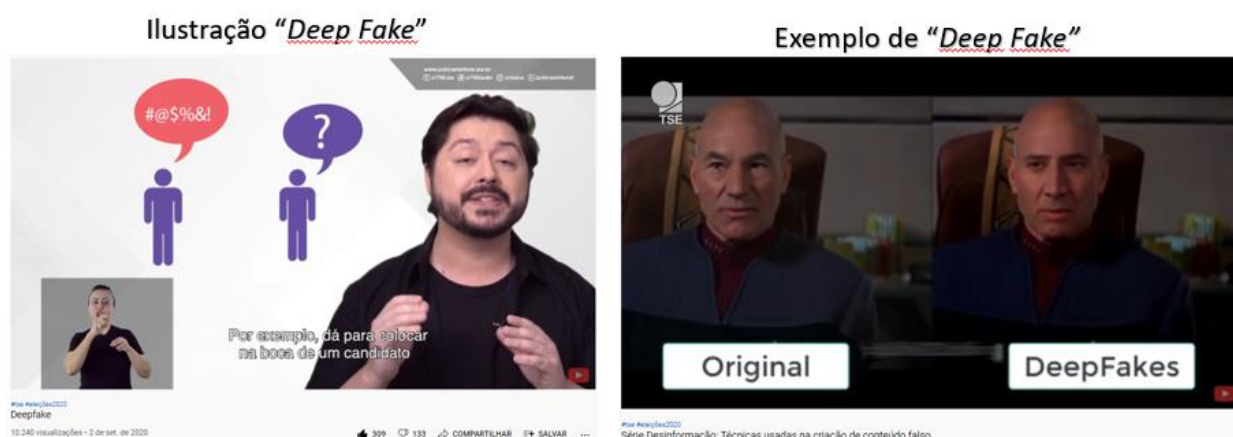 Ilustração “Deep Fake”
#@$%&!
?
Por exemplo, dá para colocar
na boca de um candidato
#tse #eleições2020
Deepfake
10.240 visualizações • 2 de set. de 2020
309
133
COMPARTILHAR
SALVAR
...
Exemplo de “Deep Fake”
TSE
Original
DeepFakes
#tse #eleições2020
Série Desinformação: Técnicas usadas na criação de conteúdo falso